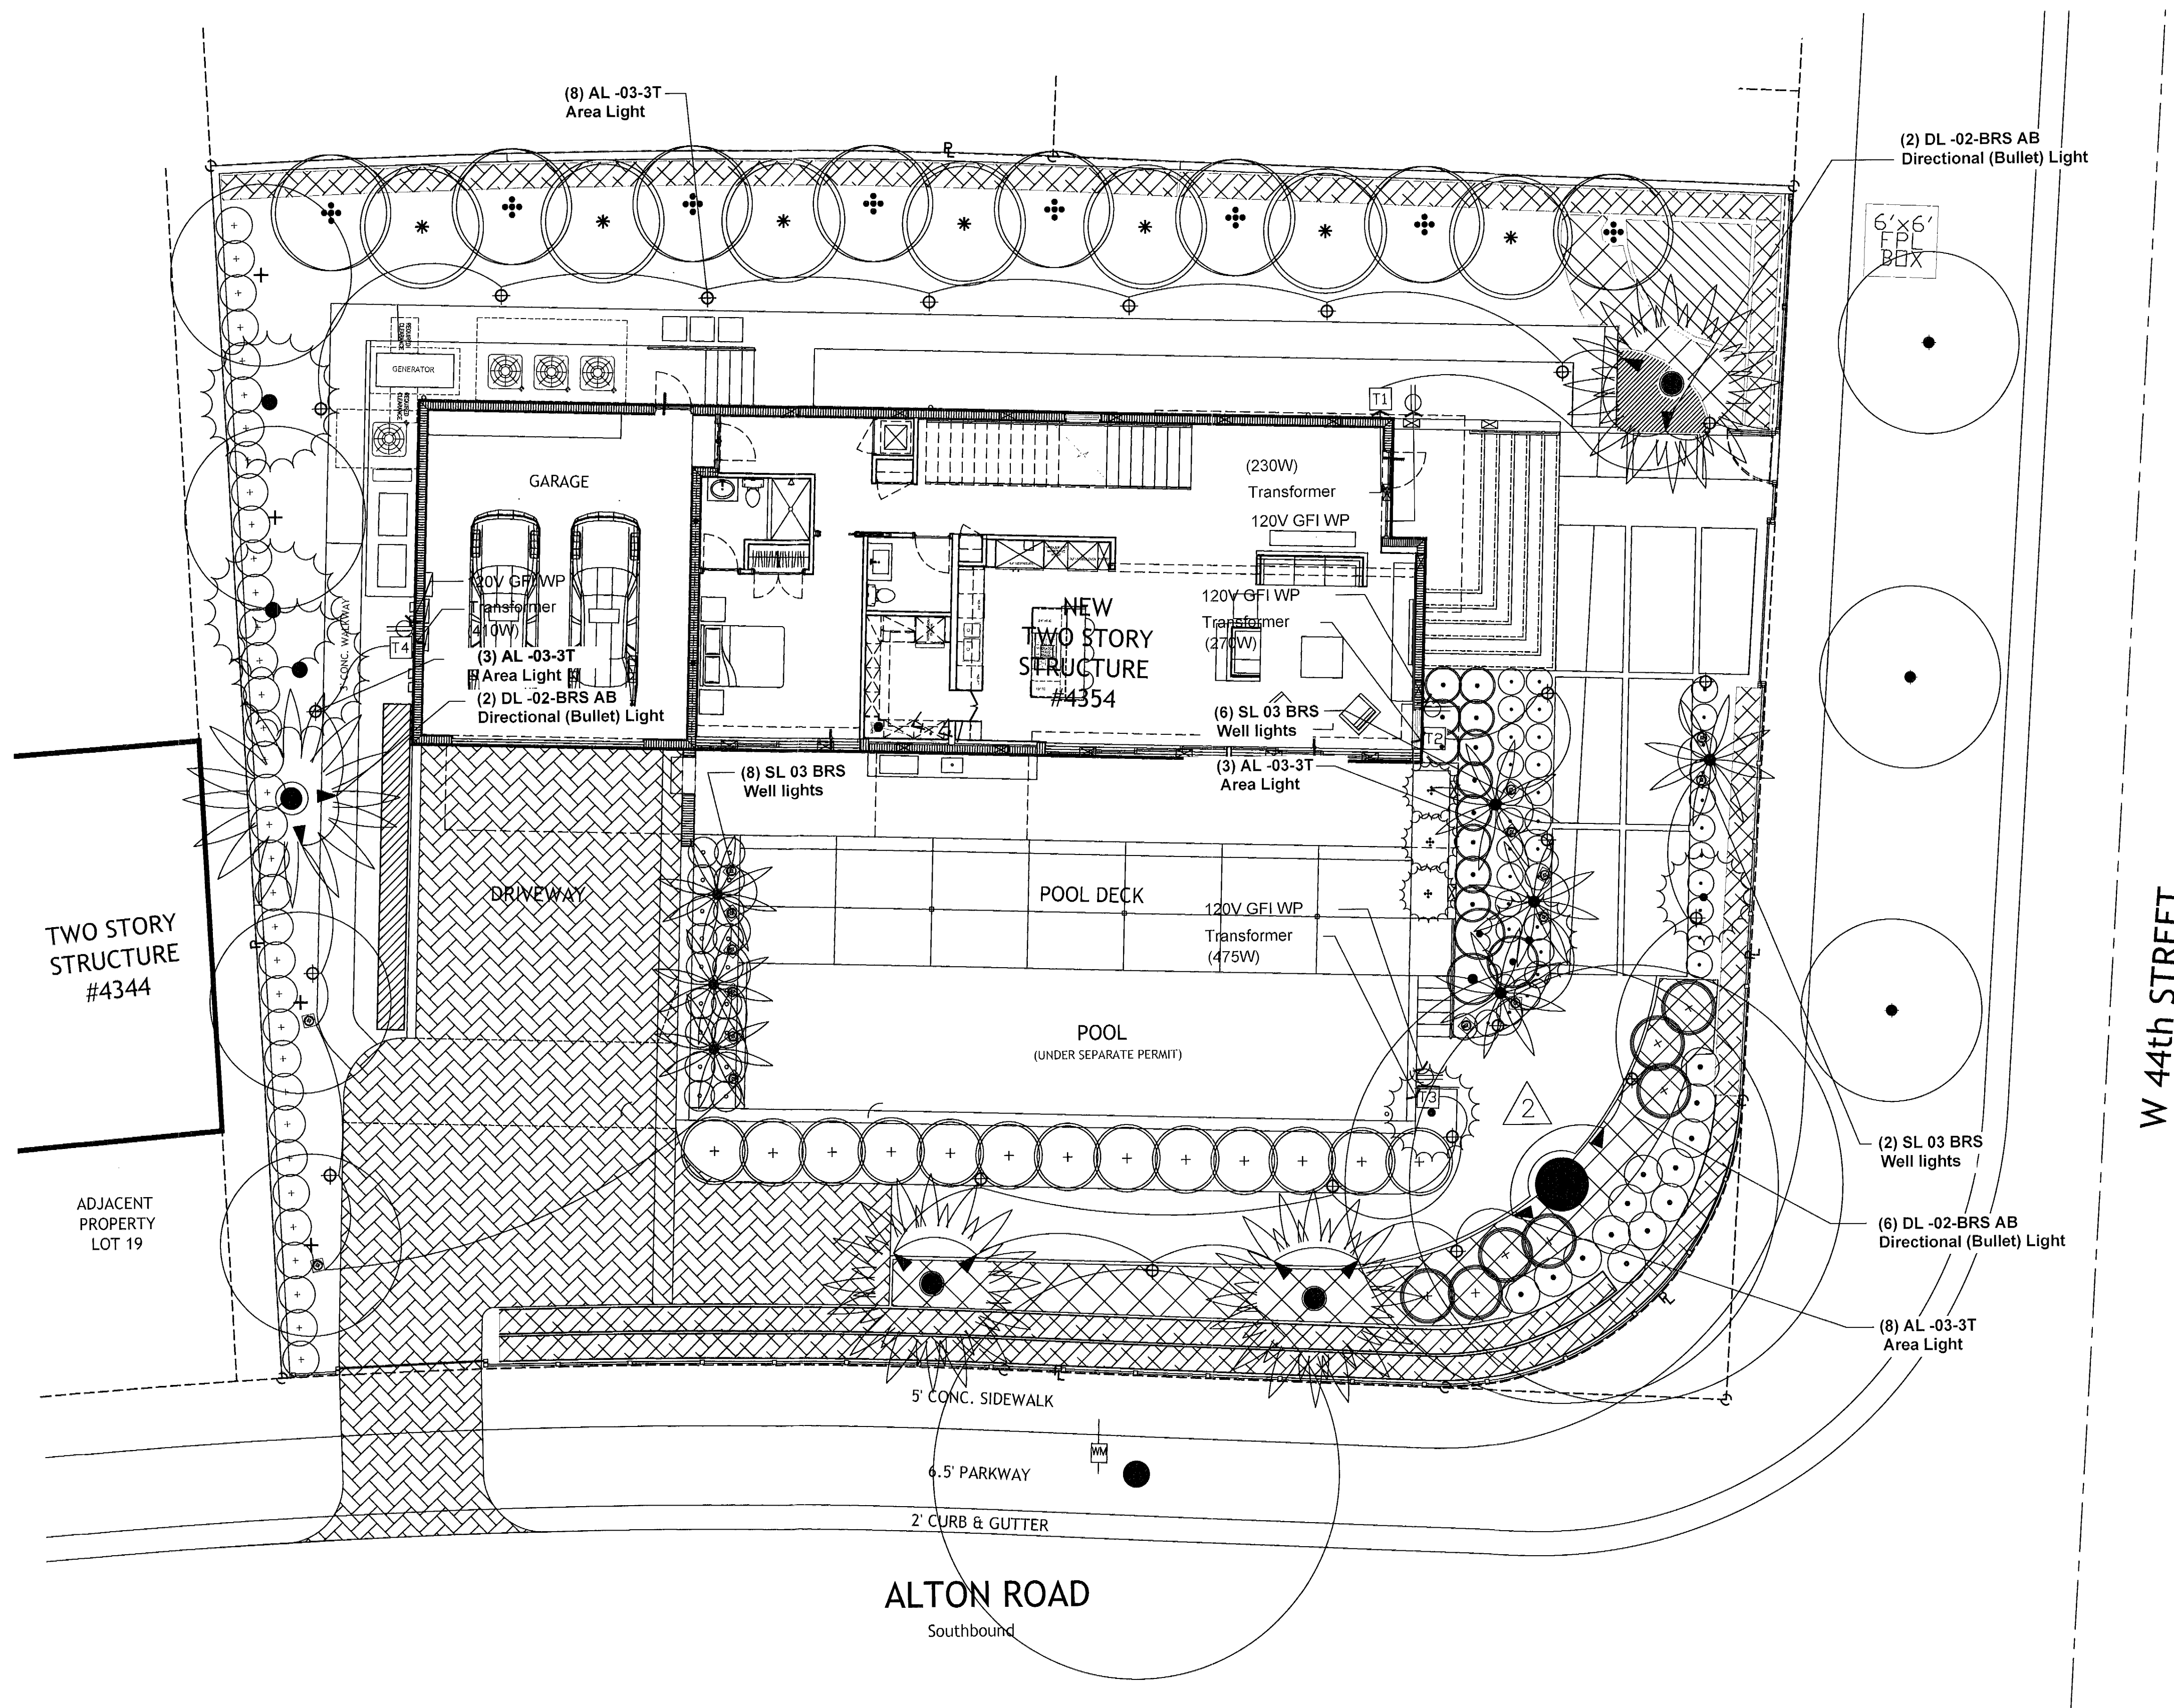 (8) AL -03-3T
Area Light
(2) DL -02-BRS AB
Directional (Bullet) Light
6'x6'
FPL
BOX
GENERATOR
T1
GARAGE
(230W)
Transformer
120V GFI WP
120V GFI WP
Transformer
(410W)
T4
3' CONC. WALKWAY
(3) AL -03-3T
Area Light
(2) DL -02-BRS AB
Directional (Bullet) Light
NEW
TWO STORY
STRUCTURE
#4354
120V GFI WP
Transformer
(270W)
(6) SL 03 BRS
Well lights
T2
(3) AL -03-3T
Area Light
(8) SL 03 BRS
Well lights
DRIVEWAY
POOL DECK
120V GFI WP
Transformer
(475W)
TWO STORY
STRUCTURE
#4344
POOL
(UNDER SEPARATE PERMIT)
T3
2
W 44th STREET
(2) SL 03 BRS
Well lights
ADJACENT
PROPERTY
LOT 19
(6) DL -02-BRS AB
Directional (Bullet) Light
(8) AL -03-3T
Area Light
5' CONC. SIDEWALK
WM
6.5' PARKWAY
2' CURB & GUTTER
ALTON ROAD
Southbound